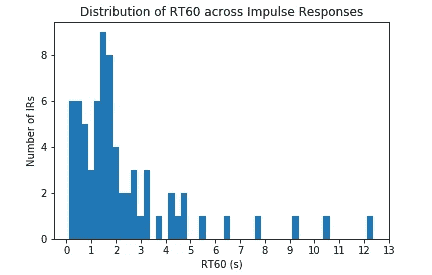 Distribution of RT60 across Impulse Responses
Number of IRs
8
6
4
2
0
0 1 2 3 4 5 6 7 8 9 10 11 12 13
RT60 (s)